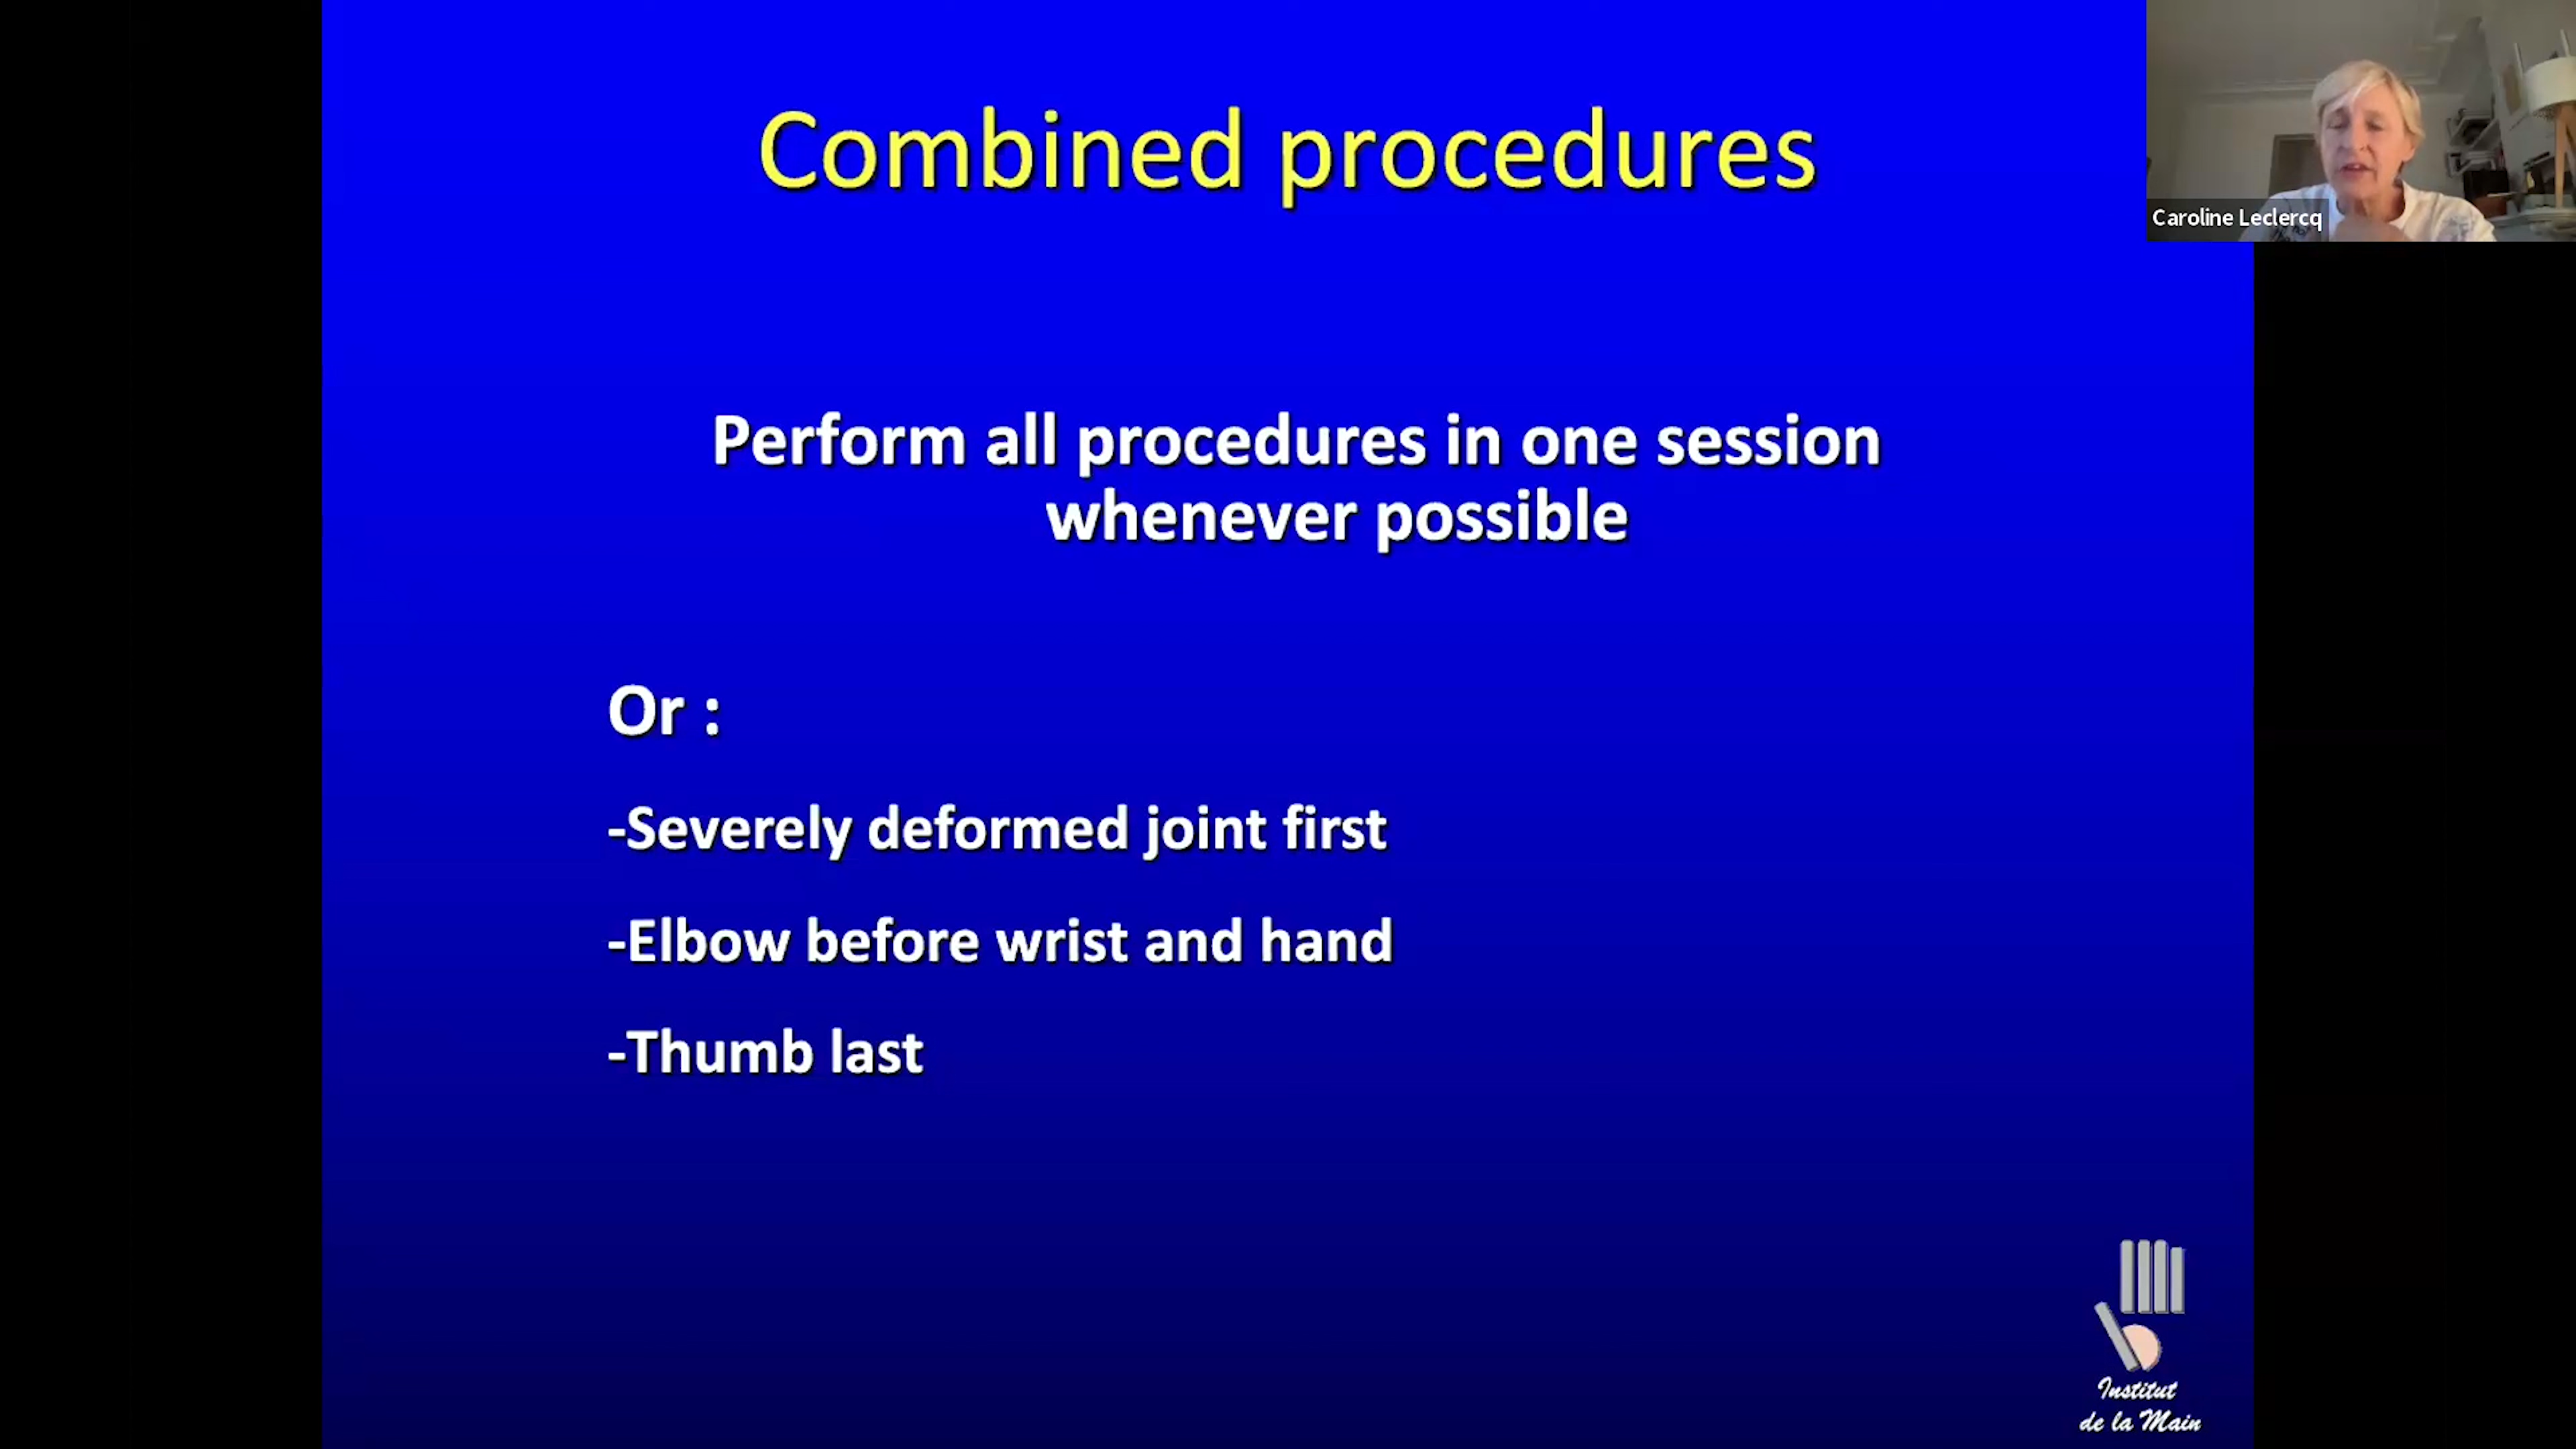 Combined procedures
Caroline Leclercq
Perform all procedures in one session
whenever possible
Or :
-Severely deformed joint first
-Elbow before wrist and hand
-Thumb last
Institut
de la Main